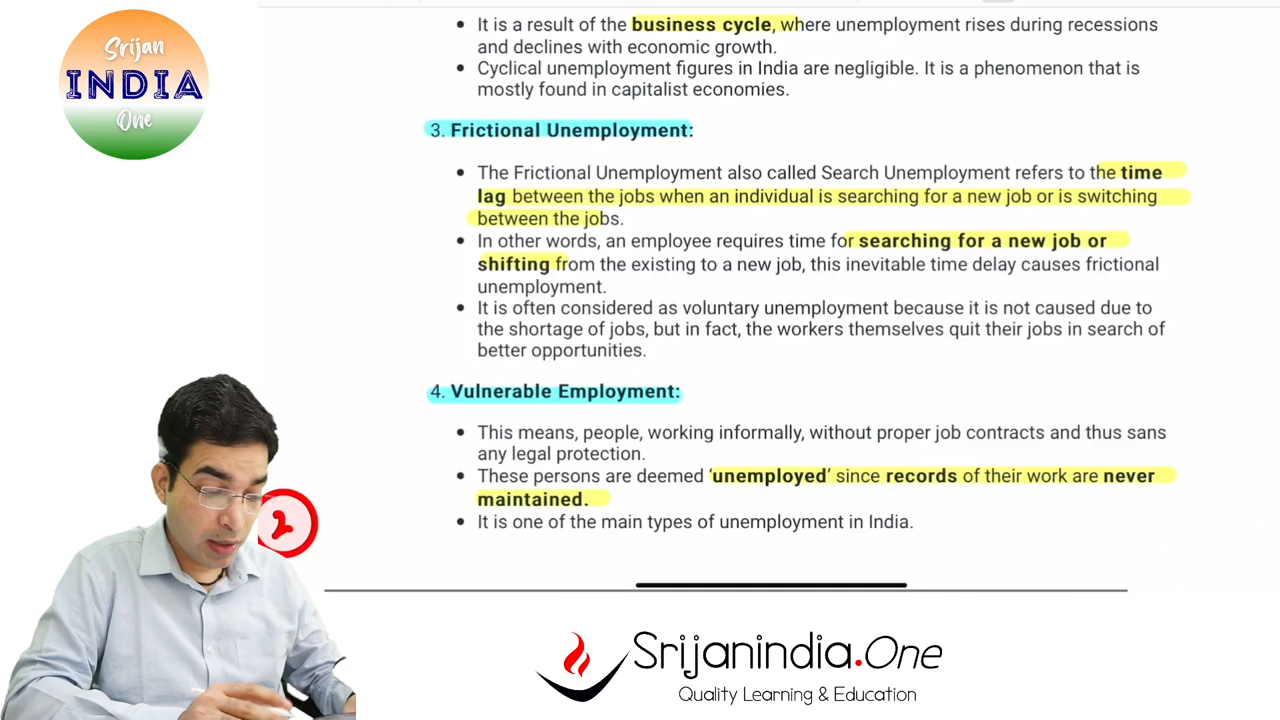 Srijan
INDIA
One
• It is a result of the business cycle, where unemployment rises during recessions
and declines with economic growth.
• Cyclical unemployment figures in India are negligible. It is a phenomenon that is
mostly found in capitalist economies.
3. Frictional Unemployment:
• The Frictional Unemployment also called Search Unemployment refers to the time
lag between the jobs when an individual is searching for a new job or is switching
between the jobs.
• In other words, an employee requires time for searching for a new job or
shifting from the existing to a new job, this inevitable time delay causes frictional
unemployment.
• It is often considered as voluntary unemployment because it is not caused due to
the shortage of jobs, but in fact, the workers themselves quit their jobs in search of
better opportunities.
4. Vulnerable Employment:
• This means, people, working informally, without proper job contracts and thus sans
any legal protection.
• These persons are deemed ‘unemployed’ since records of their work are never
maintained.
• It is one of the main types of unemployment in India.
Srijanindia.One
Quality Learning & Education